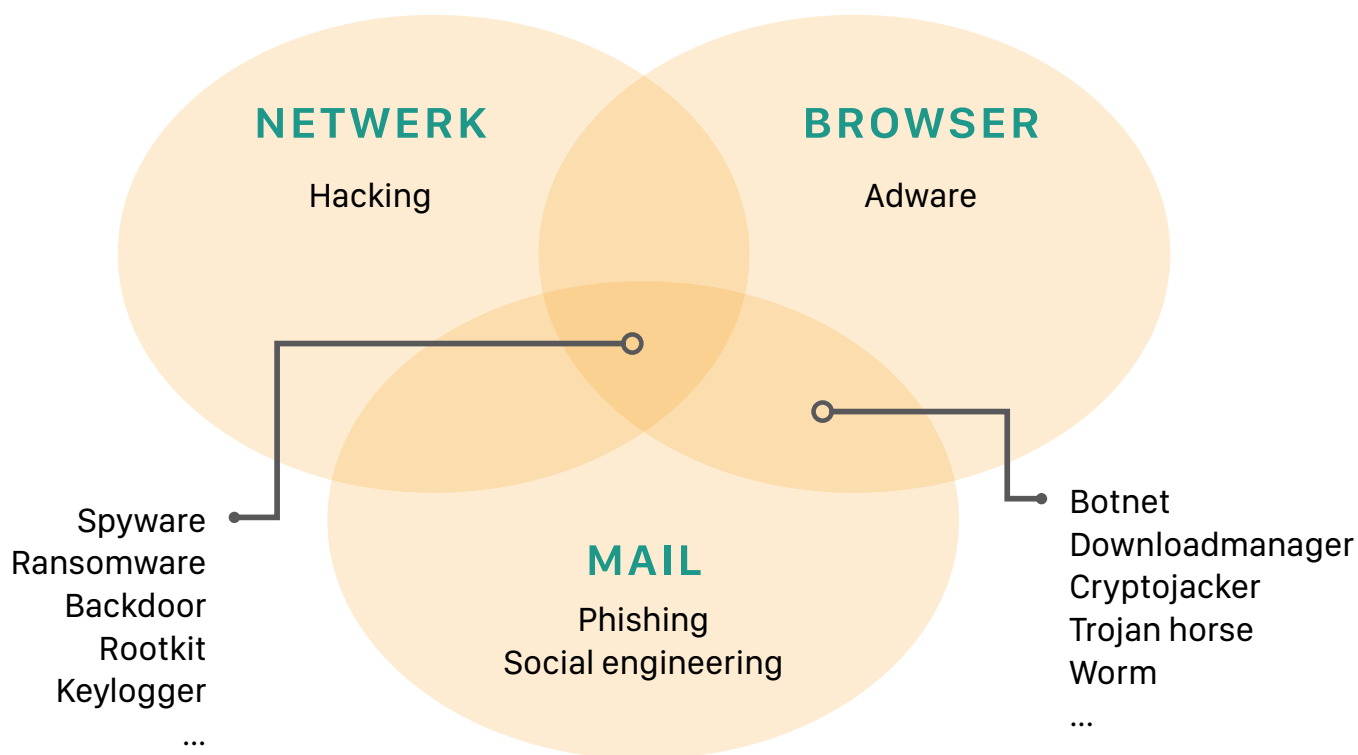 NETWERK
Hacking
BROWSER
Adware
Spyware
Ransomware
Backdoor
Rootkit
Keylogger
...
MAIL
Phishing
Social engineering
Botnet
Downloadmanager
Cryptojacker
Trojan horse
Worm
...